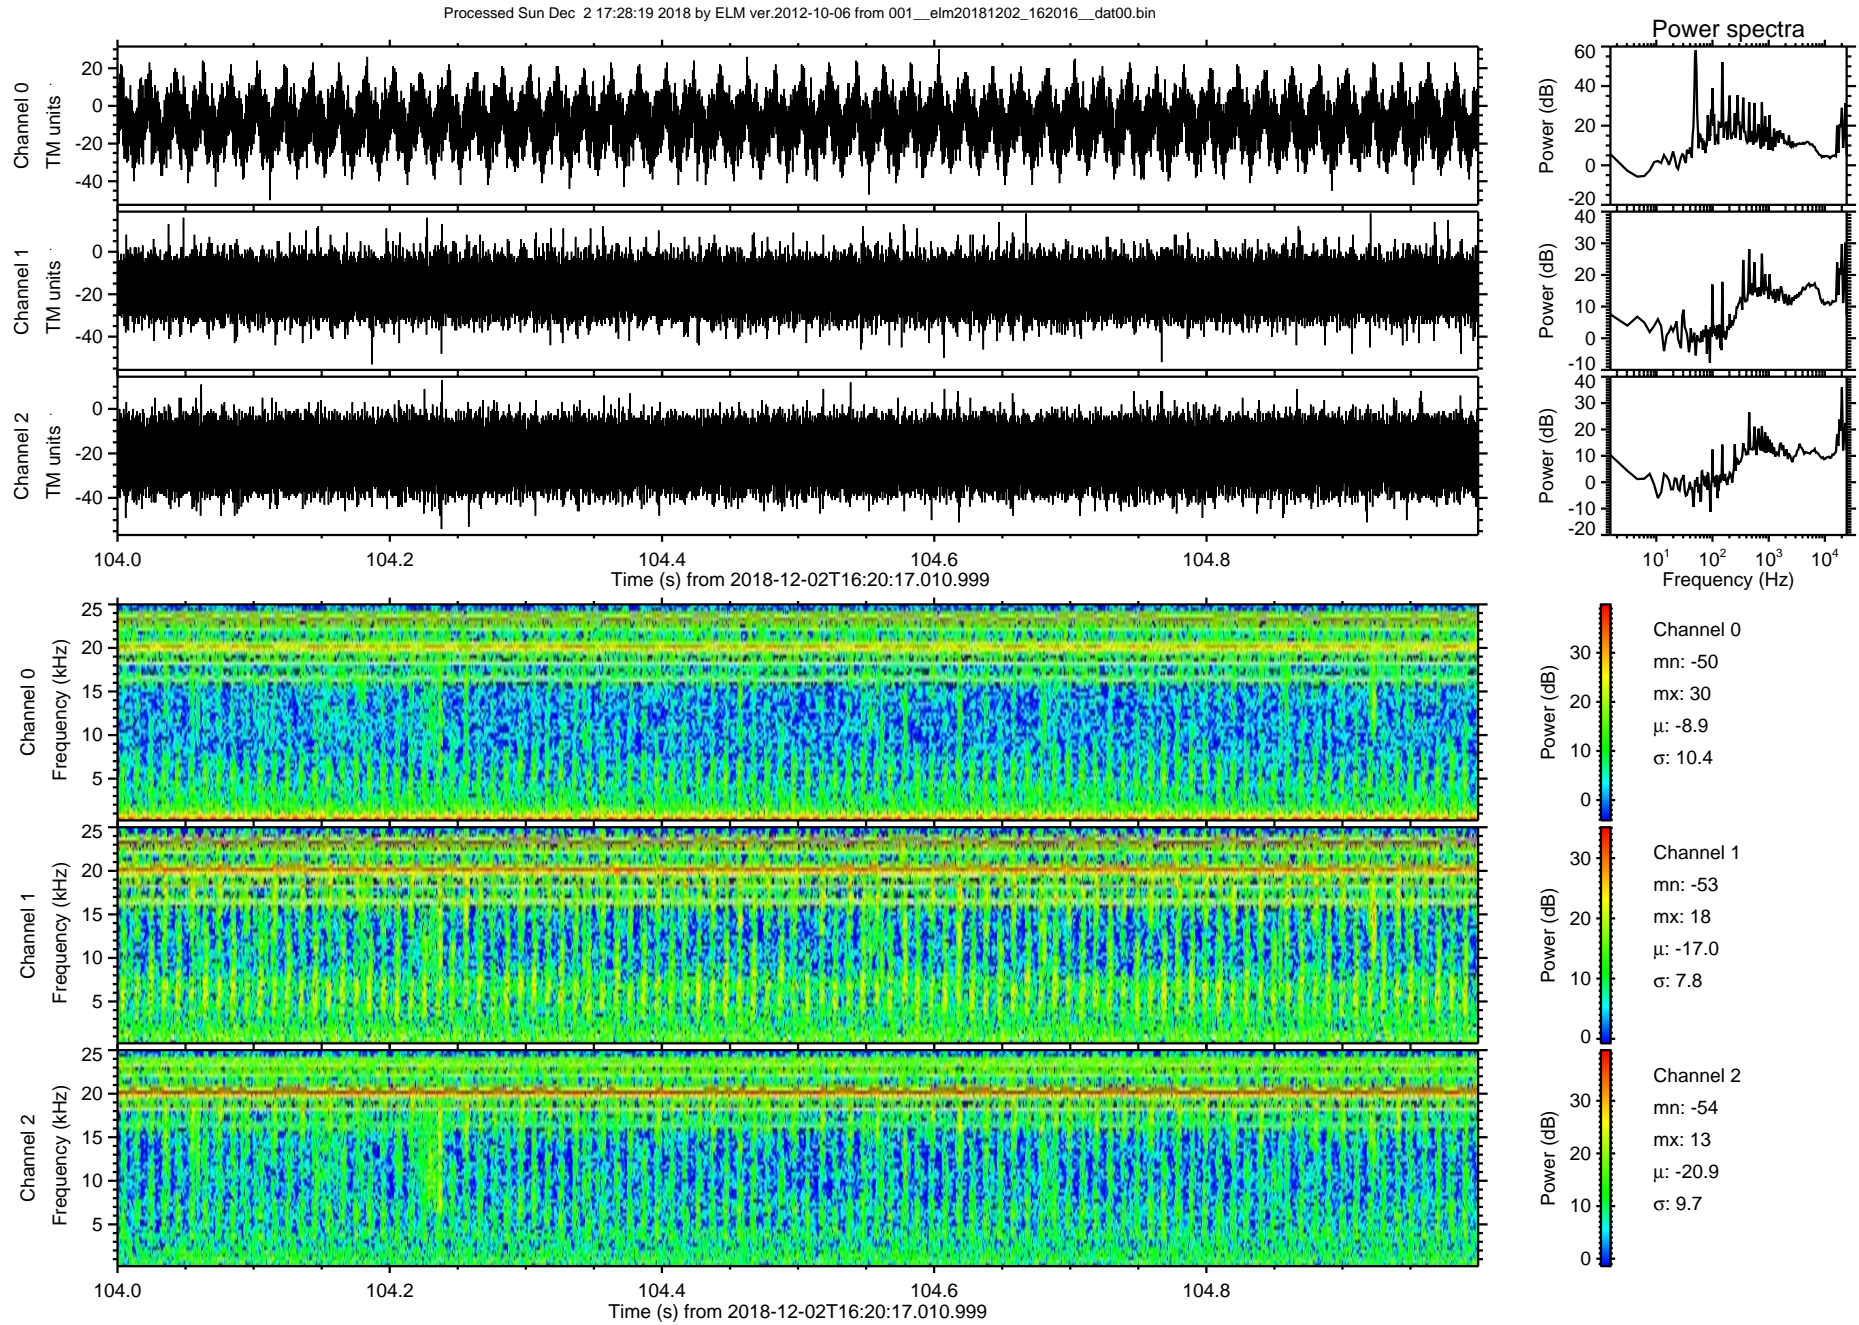 Processed Sun Dec  2 17:28:19 2018 by ELM ver.2012-10-06 from 001__elm20181202_162016__dat00.bin
Power spectra
Channel 0
TM units
20
0
-20
-40
Power (dB)
60
40
20
0
-20
Channel 1
TM units
0
-20
-40
Power (dB)
40
30
20
10
0
-10
Channel 2
TM units
0
-20
-40
Power (dB)
40
30
20
10
0
-10
-20
104.0 104.2 104.4 104.6 104.8
Time (s) from 2018-12-02T16:20:17.010.999
10^1 10^2 10^3 10^4
Frequency (Hz)
Channel 0
Frequency (kHz)
25
20
15
10
5
Power (dB)
30
20
10
0
Channel 0
mn: -50
mx: 30
μ: -8.9
σ: 10.4
Channel 1
Frequency (kHz)
25
20
15
10
5
Power (dB)
30
20
10
0
Channel 1
mn: -53
mx: 18
μ: -17.0
σ: 7.8
Channel 2
Frequency (kHz)
25
20
15
10
5
Power (dB)
30
20
10
0
Channel 2
mn: -54
mx: 13
μ: -20.9
σ: 9.7
104.0 104.2 104.4 104.6 104.8
Time (s) from 2018-12-02T16:20:17.010.999